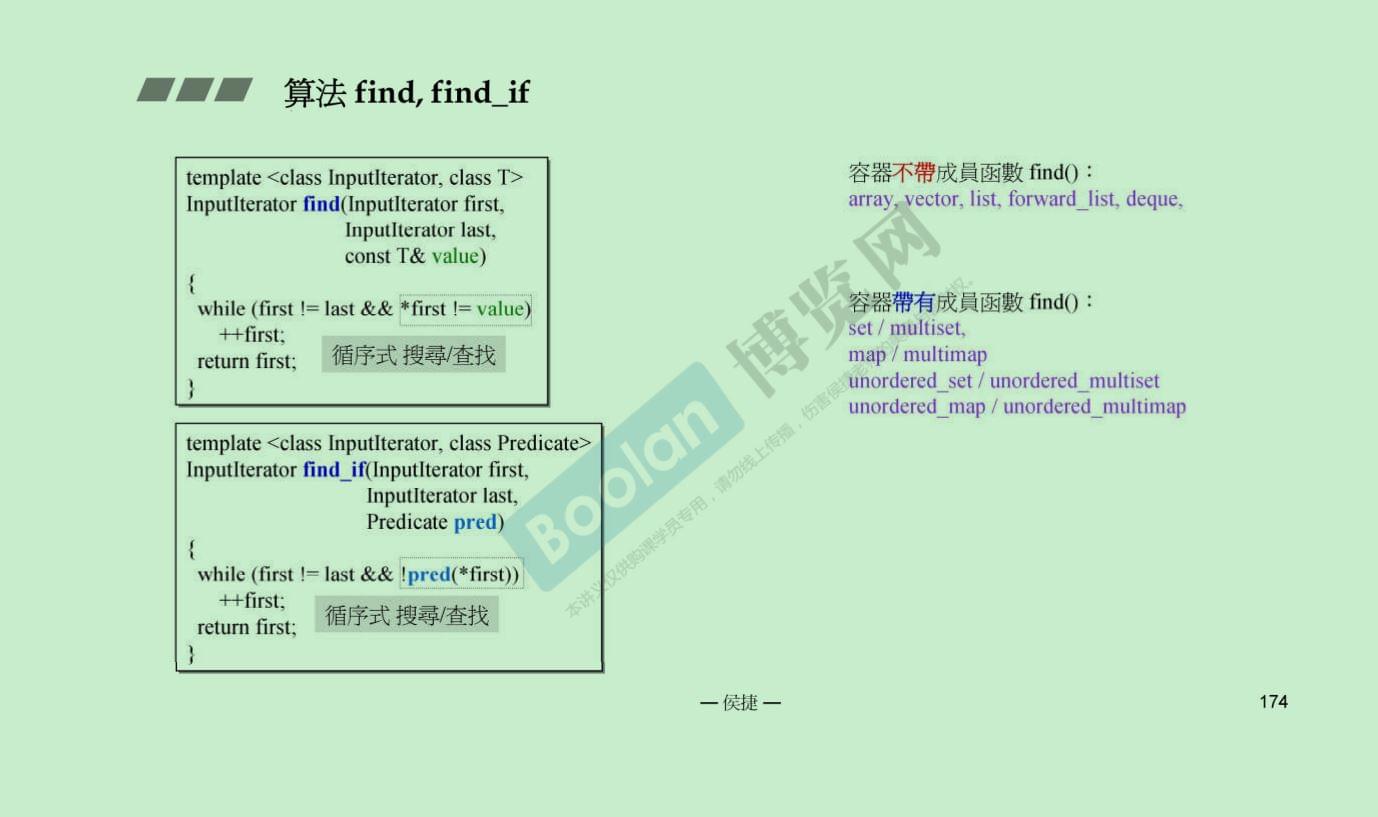 算法 find, find_if
template <class InputIterator, class T>
InputIterator find(InputIterator first,
InputIterator last,
const T& value)
{
while (first != last && *first != value)
++first;
return first;
循序式 搜尋/查找
}
template <class InputIterator, class Predicate>
InputIterator find_if(InputIterator first,
InputIterator last,
Predicate pred)
{
while (first != last && !pred(*first))
++first;
return first;
循序式 搜尋/查找
}
容器不帶成員函數 find()：
array, vector, list, forward_list, deque,
容器帶有成員函數 find()：
set / multiset,
map / multimap
unordered_set / unordered_multiset
unordered_map / unordered_multimap
Boolan 博览网
本讲义仅供购课学员专用，请勿线上传播，伤害侯捷老师的
— 侯捷 —
174